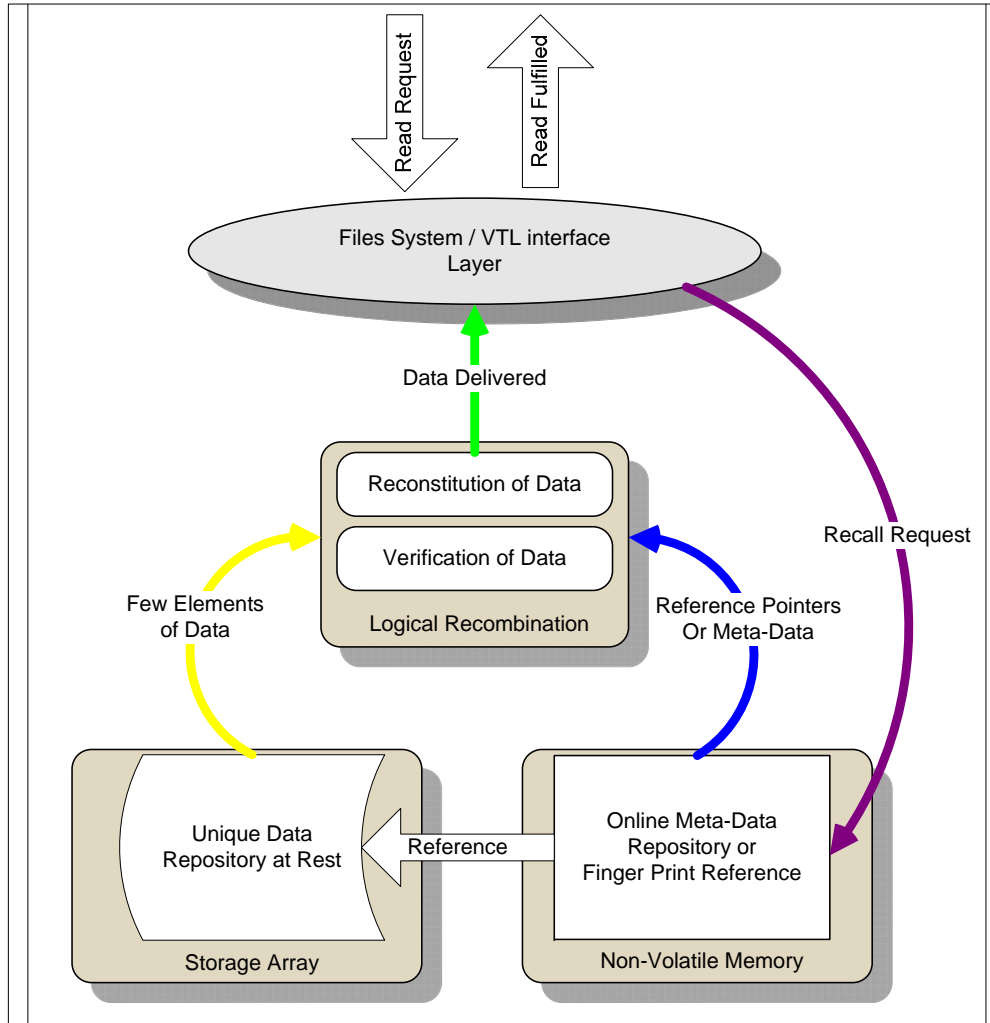 Read Request
Read Fulfilled
Files System / VTL interface
Layer
Data Delivered
Reconstitution of Data
Verification of Data
Logical Recombination
Recall Request
Few Elements
of Data
Reference Pointers
Or Meta-Data
Unique Data
Repository at Rest
Reference
Online Meta-Data
Repository or
Finger Print Reference
Storage Array
Non-Volatile Memory